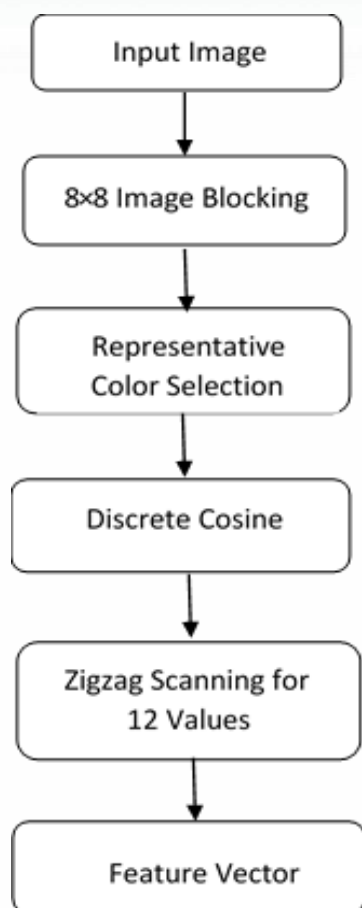 Input Image
8×8 Image Blocking
Representative
Color Selection
Discrete Cosine
Zigzag Scanning for
12 Values
Feature Vector